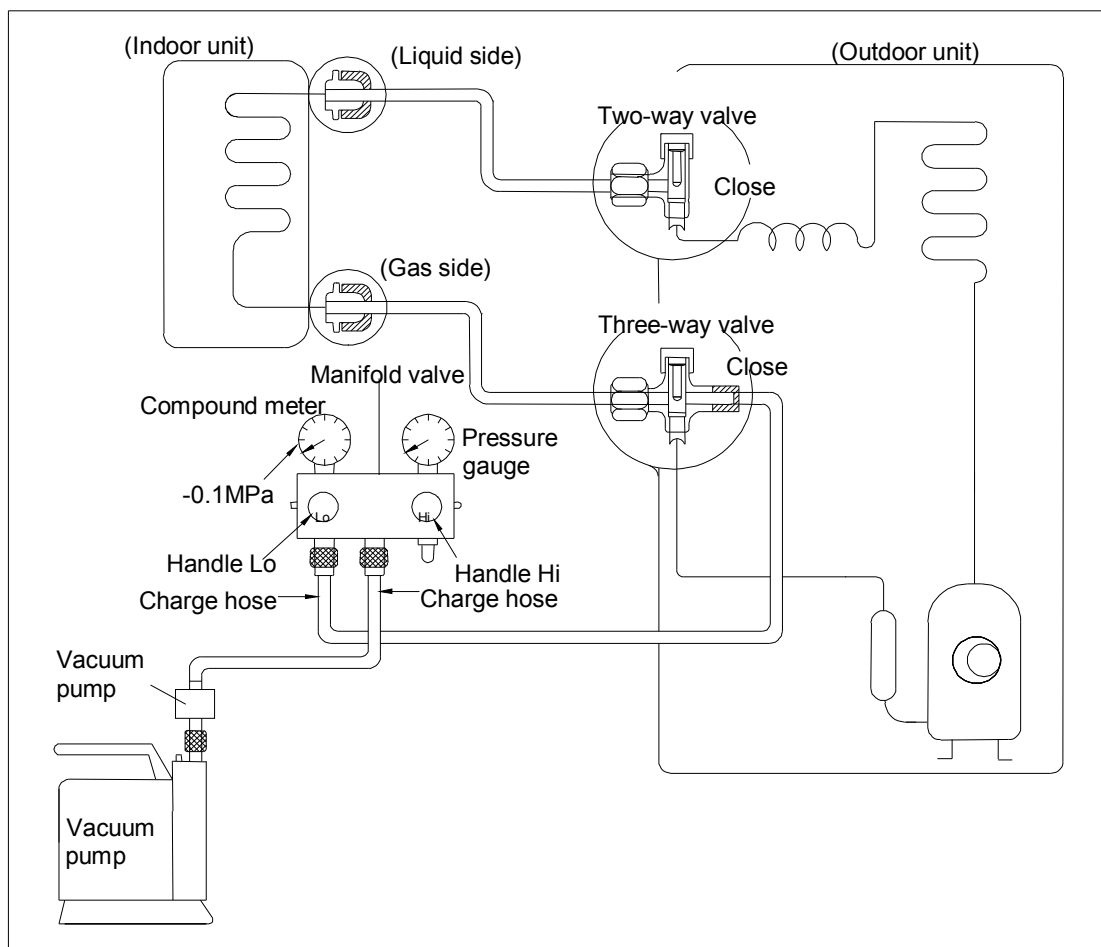 (Indoor unit)
(Liquid side)
(Outdoor unit)
Two-way valve
Close
(Gas side)
Three-way valve
Close
Manifold valve
Compound meter
Pressure
gauge
-0.1MPa
Lo
Hi
Handle Lo
Handle Hi
Charge hose
Charge hose
Vacuum
pump
Vacuum
pump